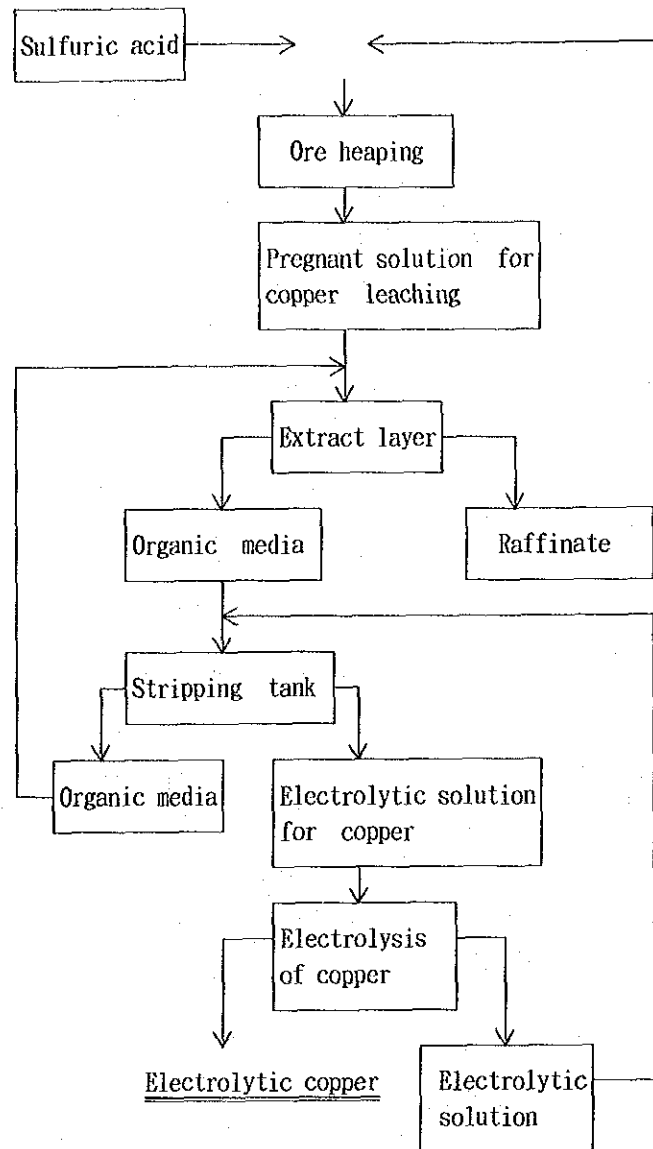 Sulfuric acid
Ore heaping
Pregnant solution for
copper leaching
Extract layer
Organic media
Raffinate
Stripping tank
Organic media
Electrolytic solution
for copper
Electrolysis
of copper
Electrolytic copper
Electrolytic
solution